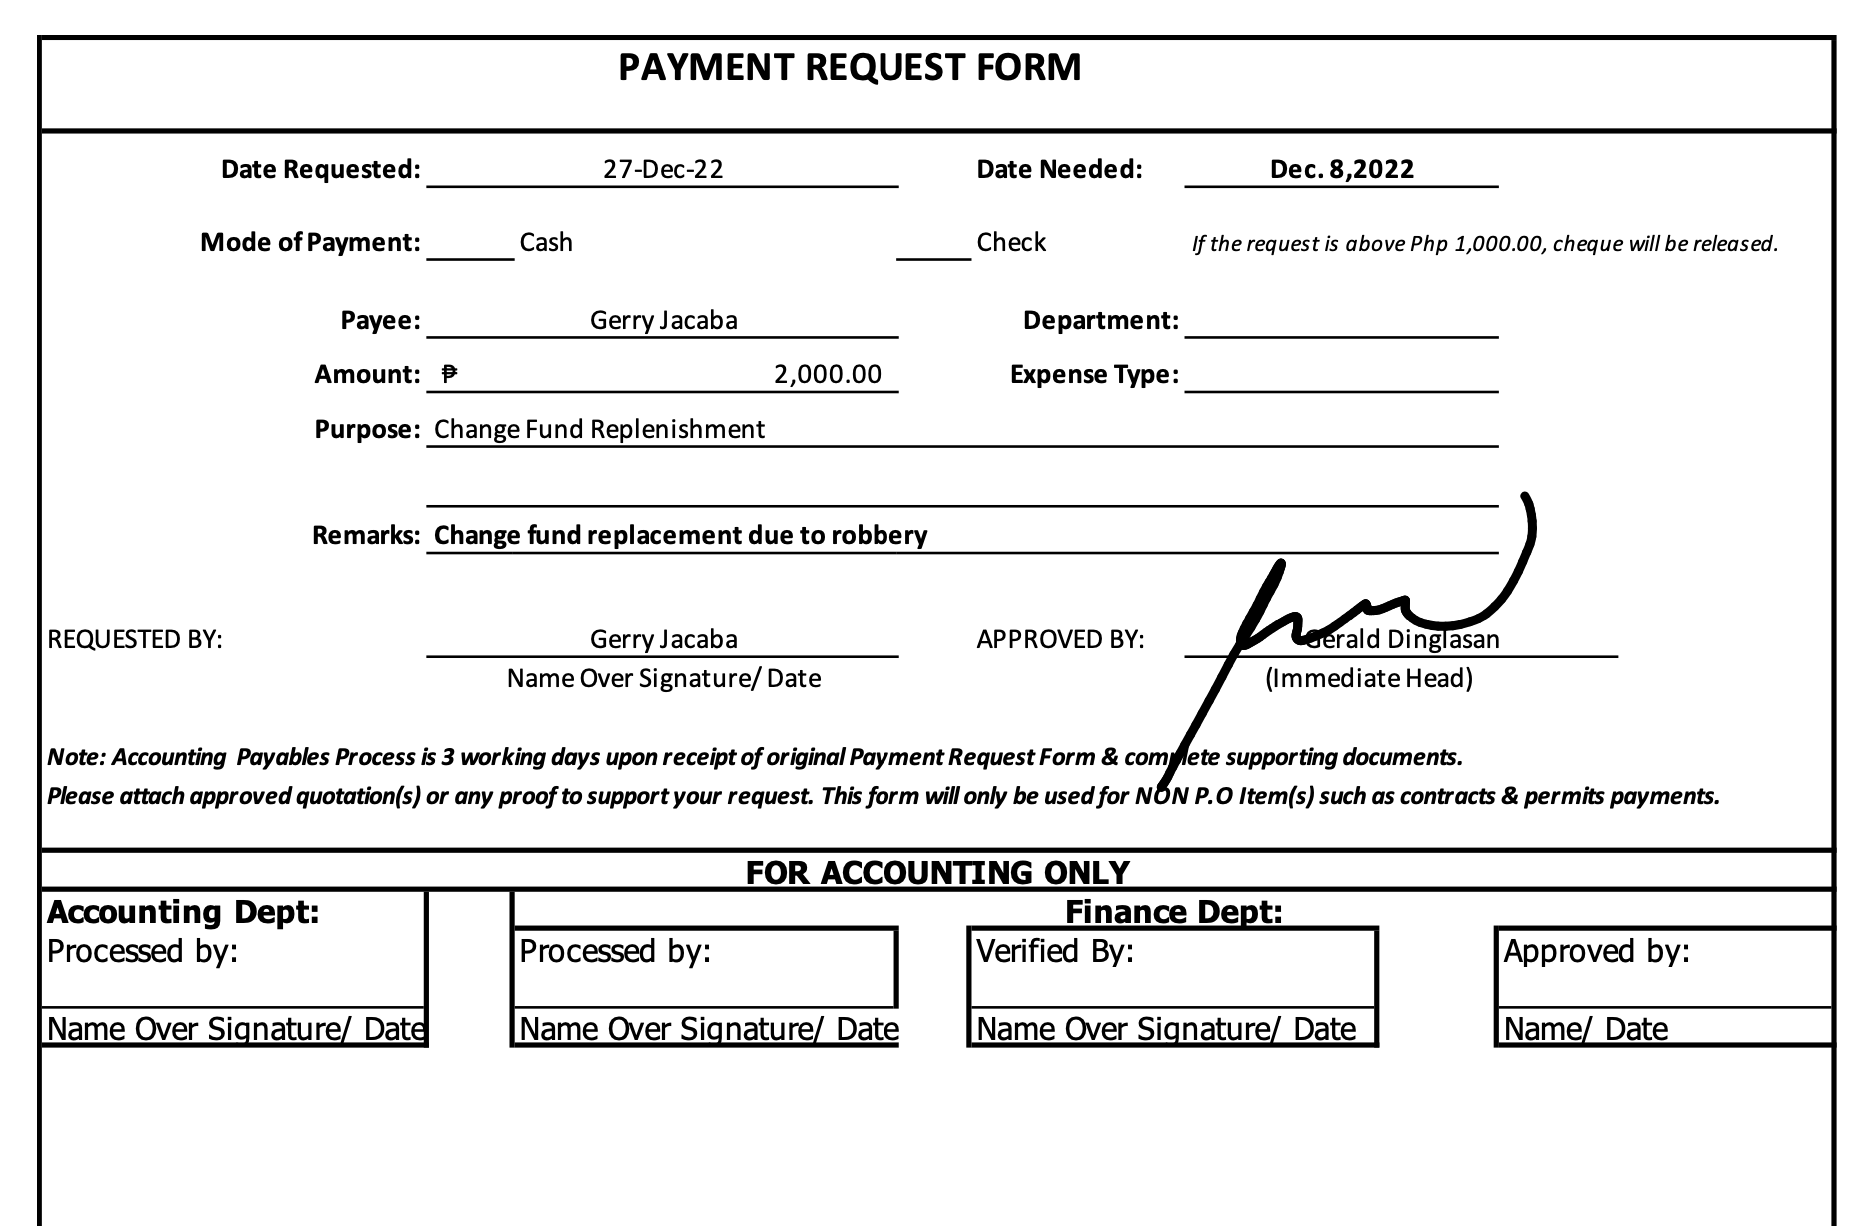 PAYMENT REQUEST FORM
Date Requested: 27-Dec-22 Date Needed: Dec. 8,2022
Mode of Payment: Cash Check If the request is above Php 1,000.00, cheque will be released.
Payee: Gerry Jacaba Department:
Amount: ₱ 2,000.00 Expense Type:
Purpose: Change Fund Replenishment
Remarks: Change fund replacement due to robbery
REQUESTED BY: Gerry Jacaba APPROVED BY: Gerald Dinglasan
Name Over Signature/ Date (Immediate Head)
Note: Accounting Payables Process is 3 working days upon receipt of original Payment Request Form & complete supporting documents.
Please attach approved quotation(s) or any proof to support your request. This form will only be used for NON P.O Item(s) such as contracts & permits payments.
FOR ACCOUNTING ONLY
Accounting Dept: Finance Dept:
Processed by: Processed by: Verified By: Approved by:
Name Over Signature/ Date Name Over Signature/ Date Name Over Signature/ Date Name/ Date